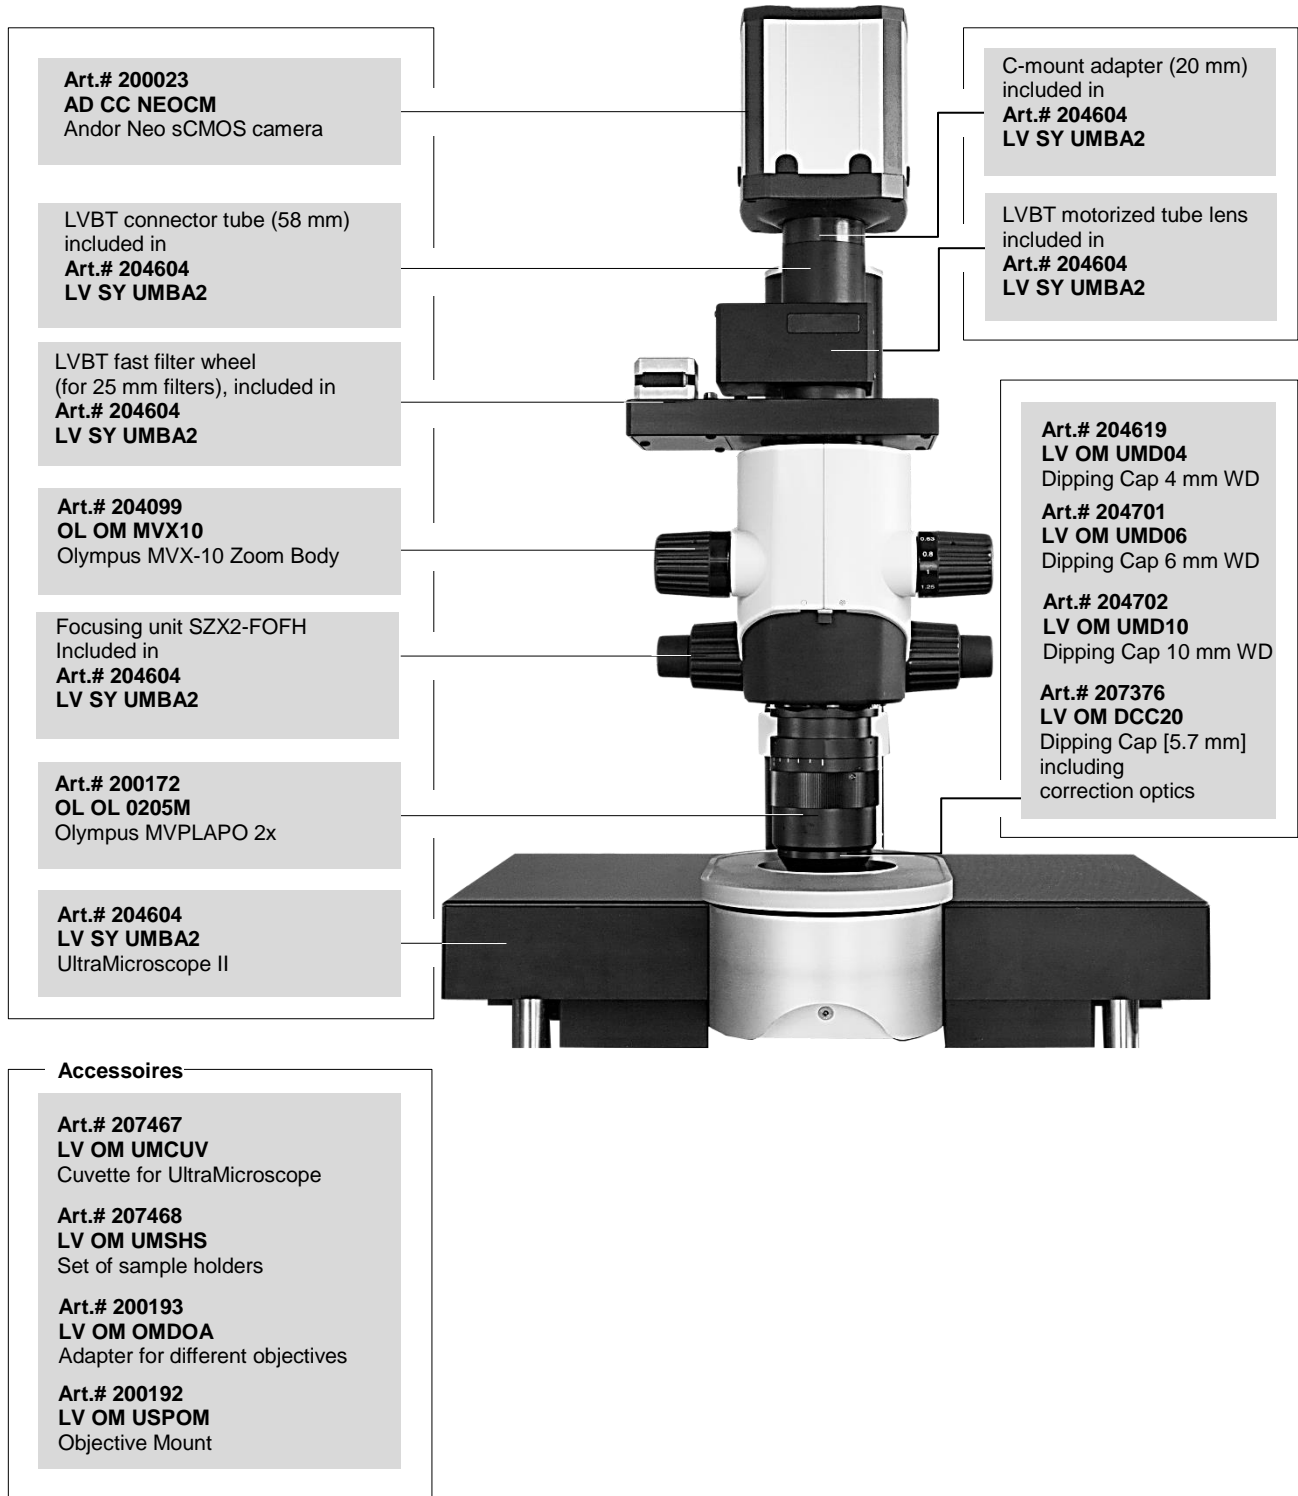 Art.# 200023
AD CC NEOCM
Andor Neo sCMOS camera
LVBT connector tube (58 mm)
included in
Art.# 204604
LV SY UMBA2
LVBT fast filter wheel
(for 25 mm filters), included in
Art.# 204604
LV SY UMBA2
Art.# 204099
OL OM MVX10
Olympus MVX-10 Zoom Body
Focusing unit SZX2-FOFH
Included in
Art.# 204604
LV SY UMBA2
Art.# 200172
OL OL 0205M
Olympus MVPLAPO 2x
Art.# 204604
LV SY UMBA2
UltraMicroscope II
C-mount adapter (20 mm)
included in
Art.# 204604
LV SY UMBA2
LVBT motorized tube lens
included in
Art.# 204604
LV SY UMBA2
0.63
0.8
1
1.25
Art.# 204619
LV OM UMD04
Dipping Cap 4 mm WD
Art.# 204701
LV OM UMD06
Dipping Cap 6 mm WD
Art.# 204702
LV OM UMD10
Dipping Cap 10 mm WD
Art.# 207376
LV OM DCC20
Dipping Cap [5.7 mm]
including
correction optics
Accessoires
Art.# 207467
LV OM UMCUV
Cuvette for UltraMicroscope
Art.# 207468
LV OM UMSHS
Set of sample holders
Art.# 200193
LV OM OMDOA
Adapter for different objectives
Art.# 200192
LV OM USPOM
Objective Mount